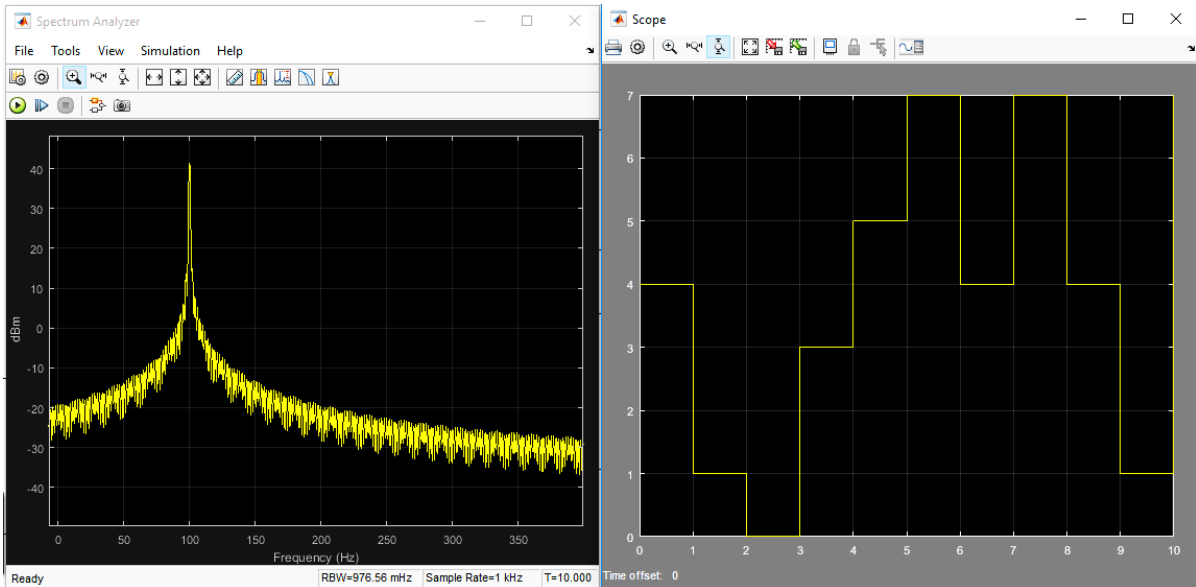 Spectrum Analyzer
File Tools View Simulation Help
40
30
20
10
0
-10
-20
-30
-40
dBm
0 50 100 150 200 250 300 350
Frequency (Hz)
Ready RBW=976.56 mHz Sample Rate=1 kHz T=10.000
Scope
7
6
5
4
3
2
1
0
0 1 2 3 4 5 6 7 8 9 10
Time offset: 0